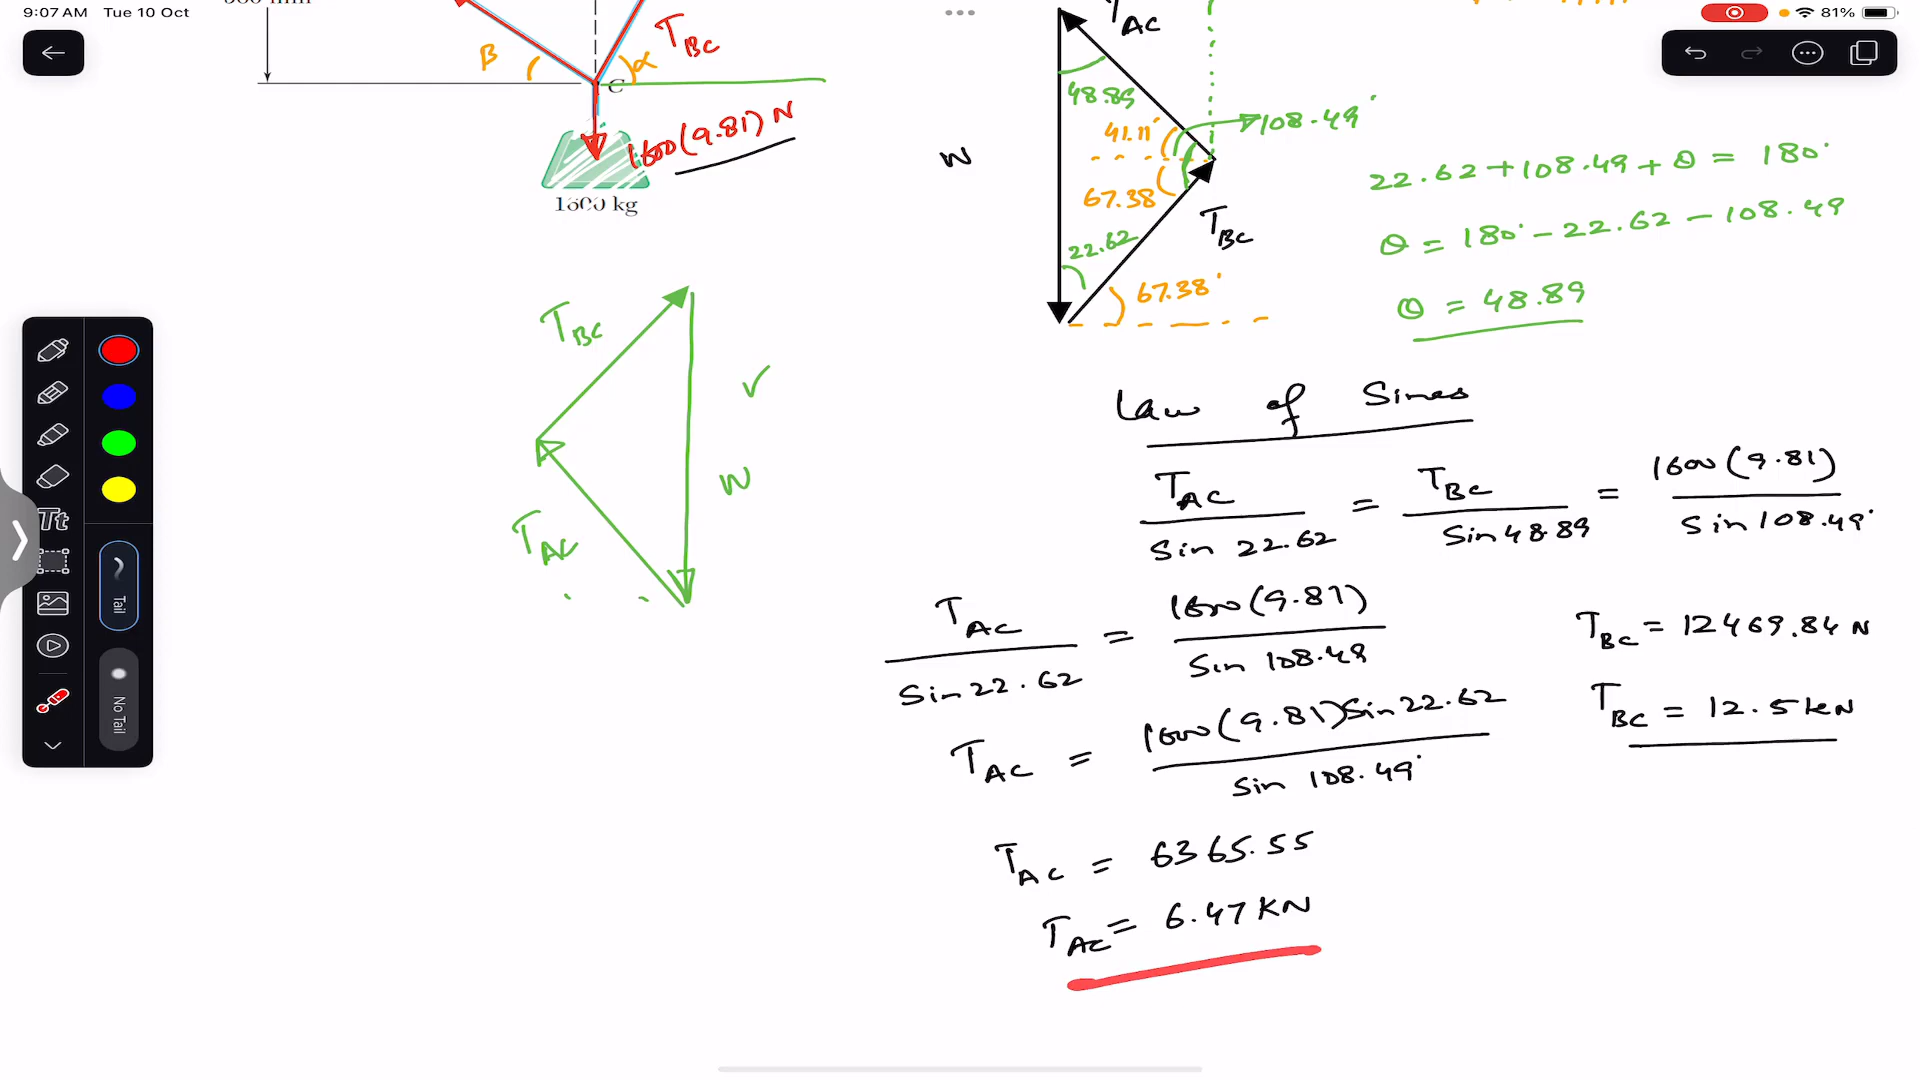 9:07 AM Tue 10 Oct
81%
β
T_BC
α
C
1600(9.81) N
1600 kg
T_AC
48.89
41.11°
108.49°
W
67.38
T_BC
22.62
67.38°
22.62+108.49+θ = 180°
θ = 180° - 22.62 - 108.49
θ = 48.89
T_BC
✓
W
T_AC
Law of Sines
T_AC / Sin 22.62 = T_BC / Sin 48.89 = 1600(9.81) / Sin 108.49°
T_AC / Sin 22.62 = 1600(9.81) / Sin 108.49
T_AC = 1600(9.81)Sin 22.62 / Sin 108.49°
T_AC = 6365.55
T_AC = 6.47 KN
T_BC = 12469.84 N
T_BC = 12.5 kN
Tt
Tail
No Tail